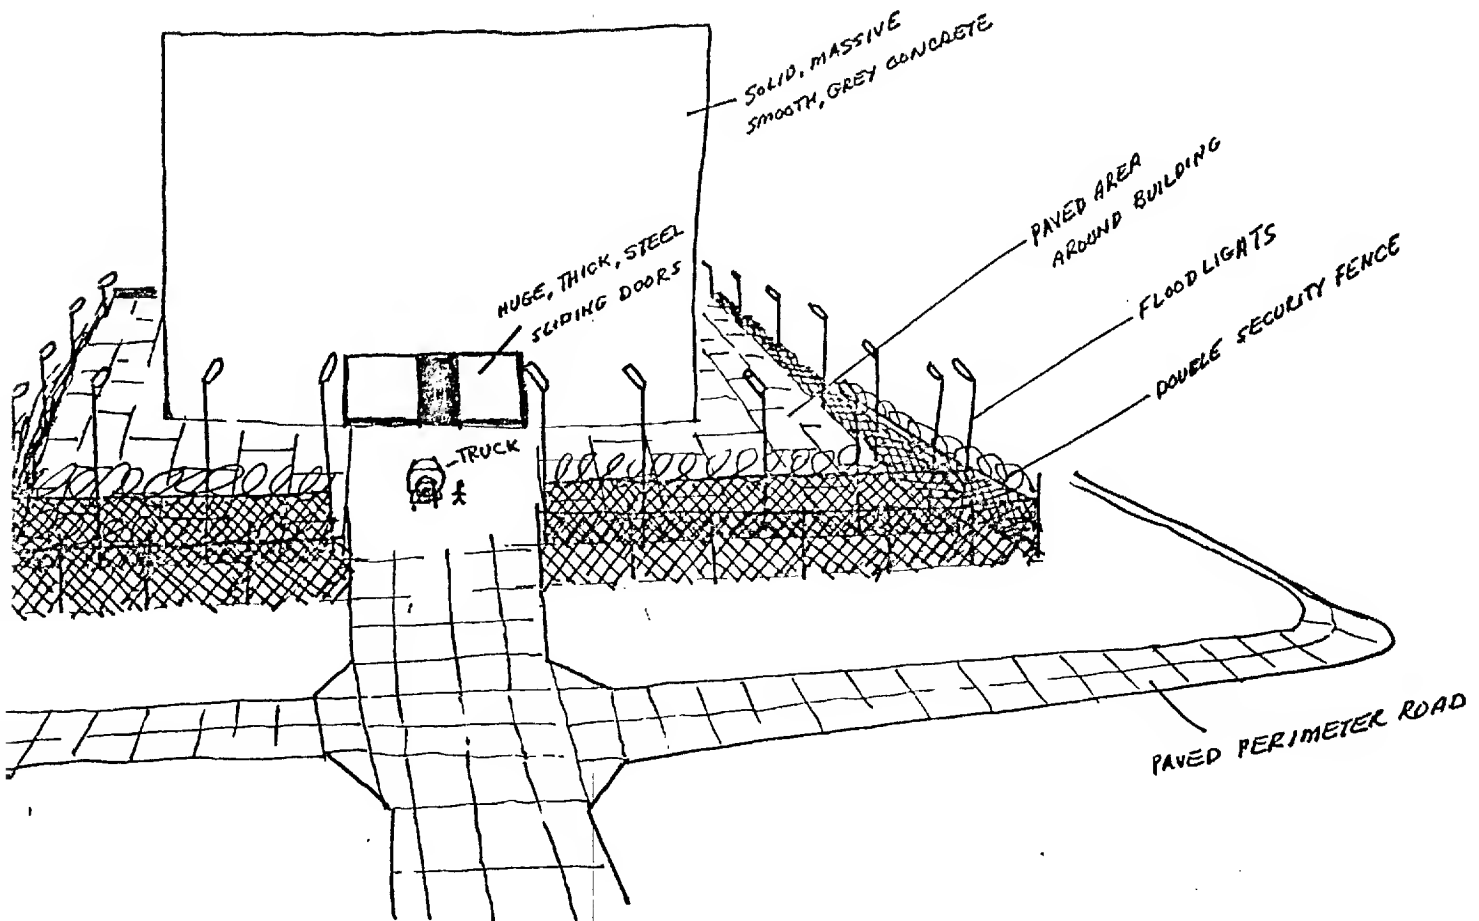 SOLID, MASSIVE
SMOOTH, GREY CONCRETE
PAVED AREA
AROUND BUILDING
HUGE, THICK, STEEL
SLIDING DOORS
FLOOD LIGHTS
DOUBLE SECURITY FENCE
TRUCK
PAVED PERIMETER ROAD